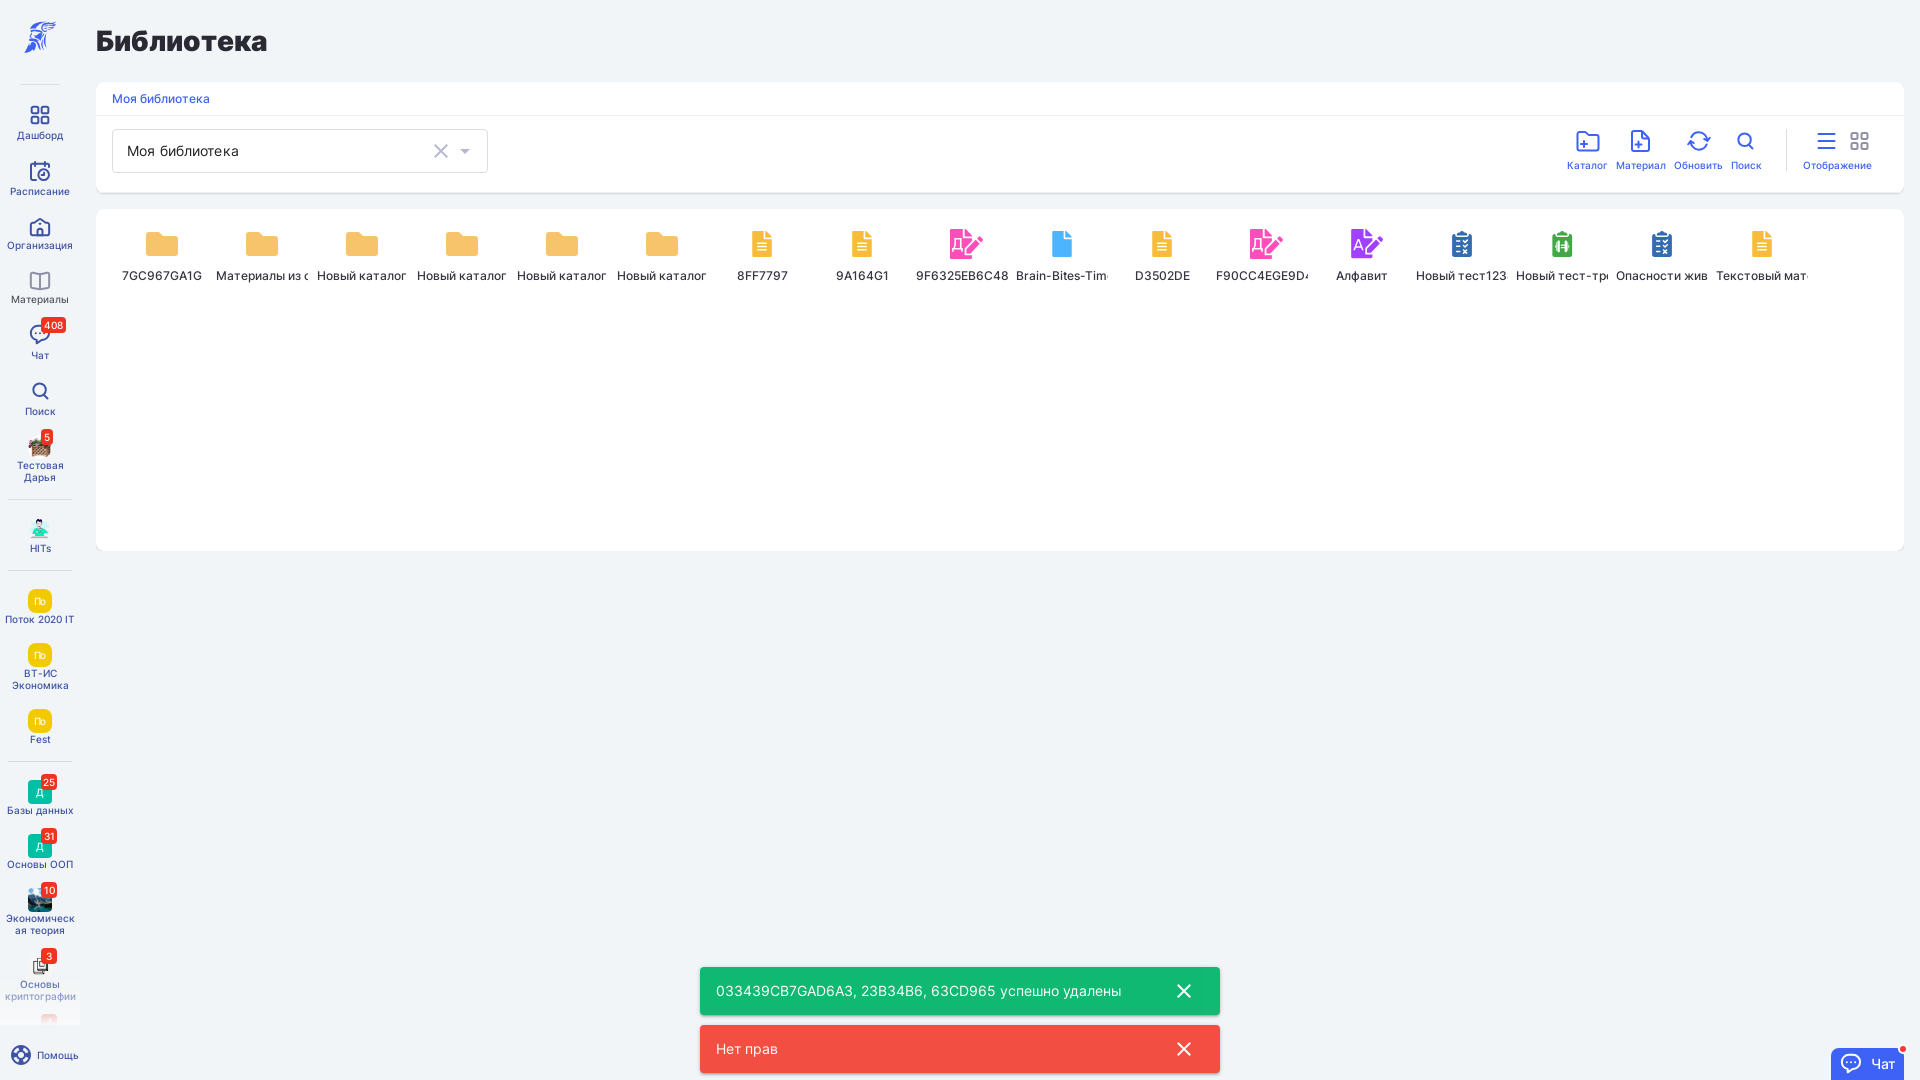 Библиотека
Моя библиотека
Моя библиотека
Каталог
Материал
Обновить
Поиск
Отображение
7GC967GA1G
Материалы из
Новый каталог
Новый каталог
Новый каталог
Новый каталог
8FF7797
9A164G1
9F6325EB6C48
Brain-Bites-Tim
D3502DE
F90CC4EGE9D4
Алфавит
Новый тест123
Новый тест-тр
Опасности жив
Текстовый мат
Дашборд
Расписание
Организация
Материалы
408
Чат
Поиск
5
Тестовая
Дарья
HITs
По
Поток 2020 IT
По
ВТ-ИС
Экономика
По
Fest
25
Д
Базы данных
31
Д
Основы ООП
10
Экономическ
ая теория
3
Основы
криптографии
Помощь
033439CB7GAD6A3, 23B34B6, 63CD965 успешно удалены
Нет прав
Чат